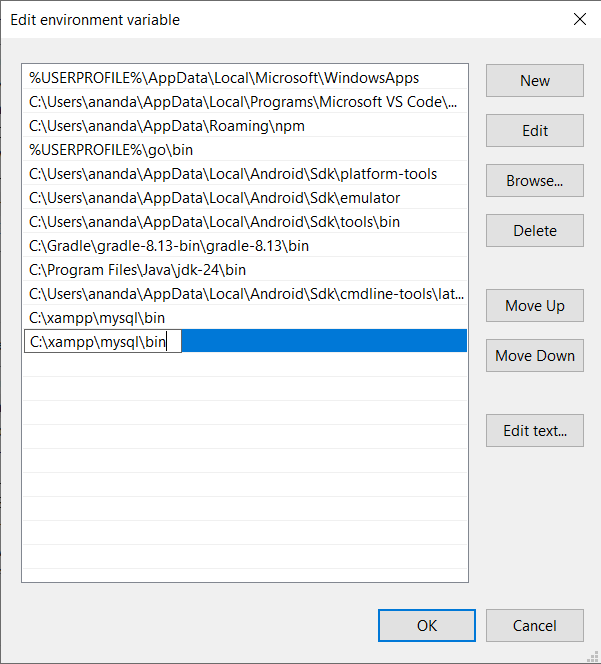 Edit environment variable
%USERPROFILE%\AppData\Local\Microsoft\WindowsApps
C:\Users\ananda\AppData\Local\Programs\Microsoft VS Code\...
C:\Users\ananda\AppData\Roaming\npm
%USERPROFILE%\go\bin
C:\Users\ananda\AppData\Local\Android\Sdk\platform-tools
C:\Users\ananda\AppData\Local\Android\Sdk\emulator
C:\Users\ananda\AppData\Local\Android\Sdk\tools\bin
C:\Gradle\gradle-8.13-bin\gradle-8.13\bin
C:\Program Files\Java\jdk-24\bin
C:\Users\ananda\AppData\Local\Android\Sdk\cmdline-tools\lat...
C:\xampp\mysql\bin
C:\xampp\mysql\bin
New
Edit
Browse...
Delete
Move Up
Move Down
Edit text...
OK
Cancel